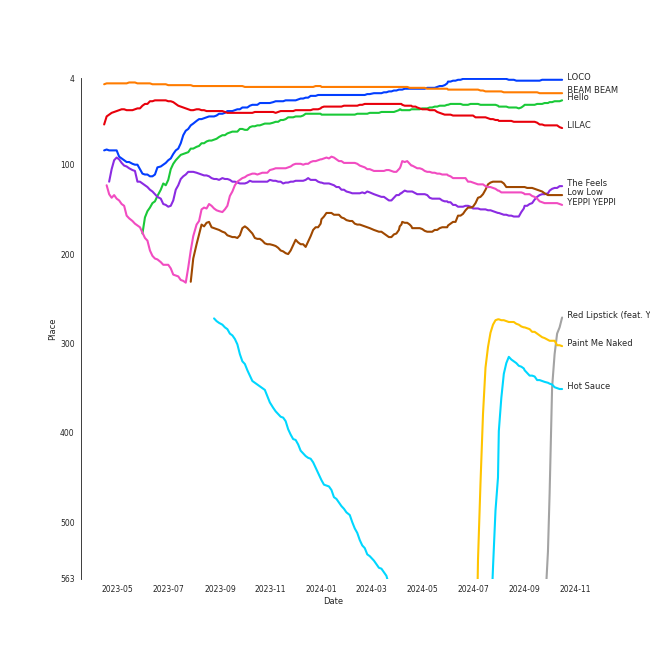 4
LOCO
BEAM BEAM
Hello
LILAC
100
The Feels
Low Low
YEPPI YEPPI
200
Red Lipstick (feat. Y
300
Place
Paint Me Naked
Hot Sauce
400
500
563
2023-05 2023-07 2023-09 2023-11 2024-01 2024-03 2024-05 2024-07 2024-09 2024-11
Date